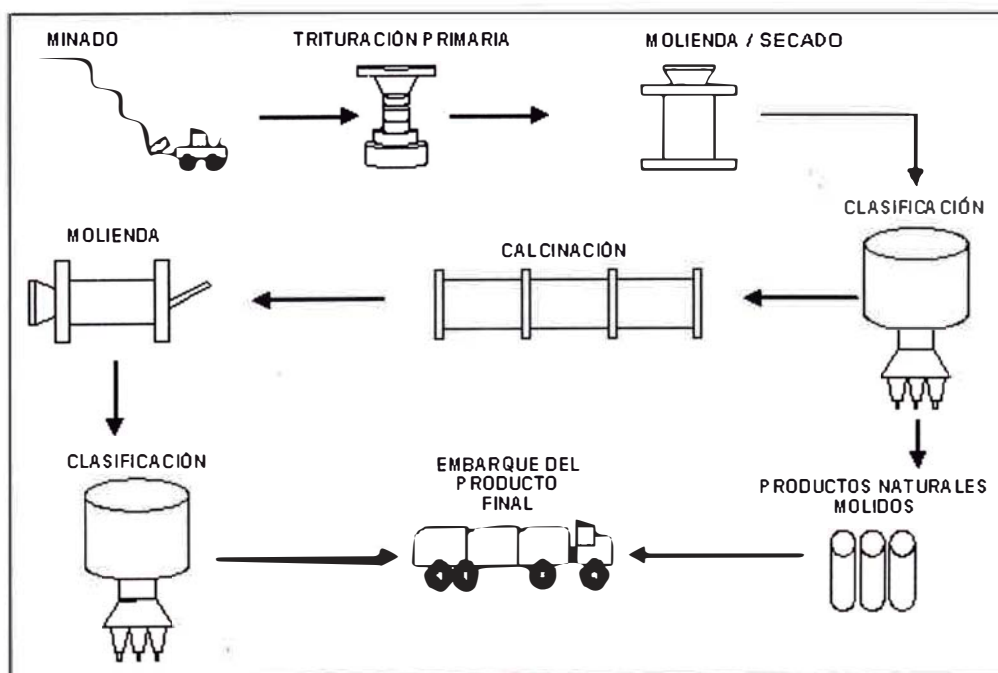 MINADO
TRITURACIÓN PRIMARIA
MOLIENDA / SECADO
CLASIFICACIÓN
MOLIENDA
CALCINACIÓN
CLASIFICACIÓN
EMBARQUE DEL
PRODUCTO
FINAL
PRODUCTOS NATURALES
MOLIDOS